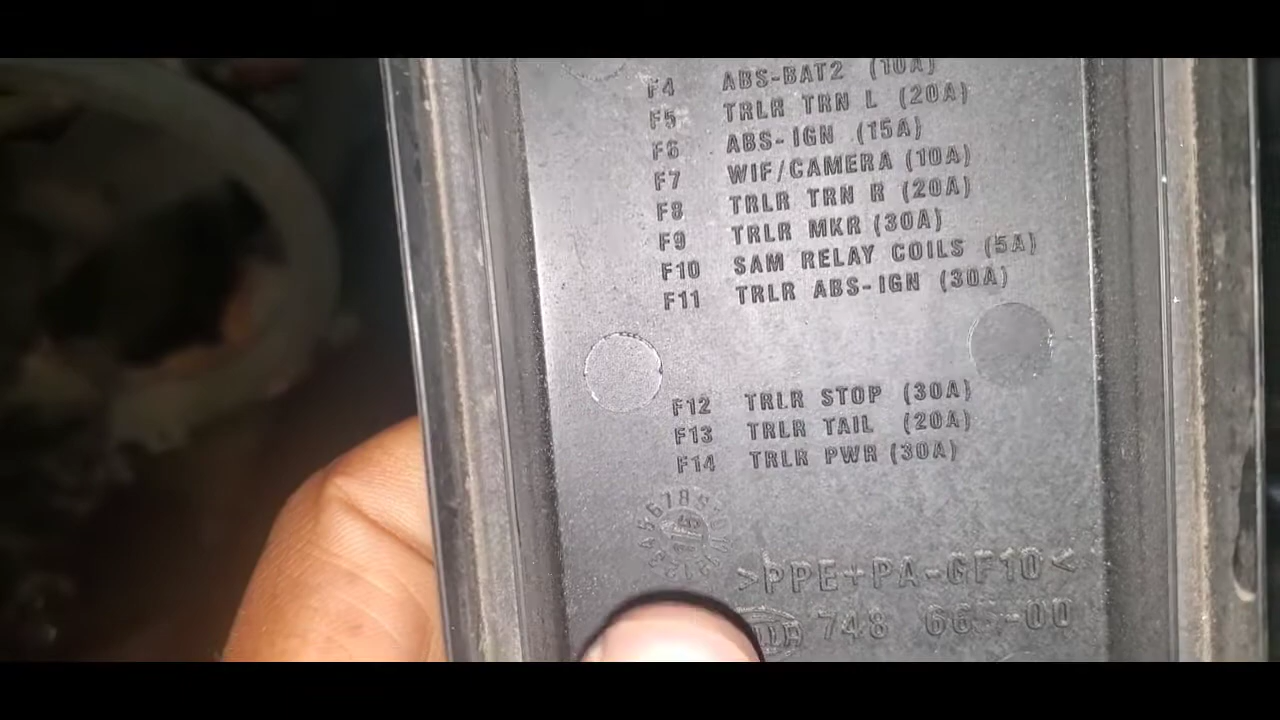 F4 ABS-BAT2 (10A)
F5 TRLR TRN L (20A)
F6 ABS-IGN (15A)
F7 WIF/CAMERA (10A)
F8 TRLR TRN R (20A)
F9 TRLR MKR (30A)
F10 SAM RELAY COILS (5A)
F11 TRLR ABS-IGN (30A)
F12 TRLR STOP (30A)
F13 TRLR TAIL (20A)
F14 TRLR PWR (30A)
>PPE+PA-GF10<
748